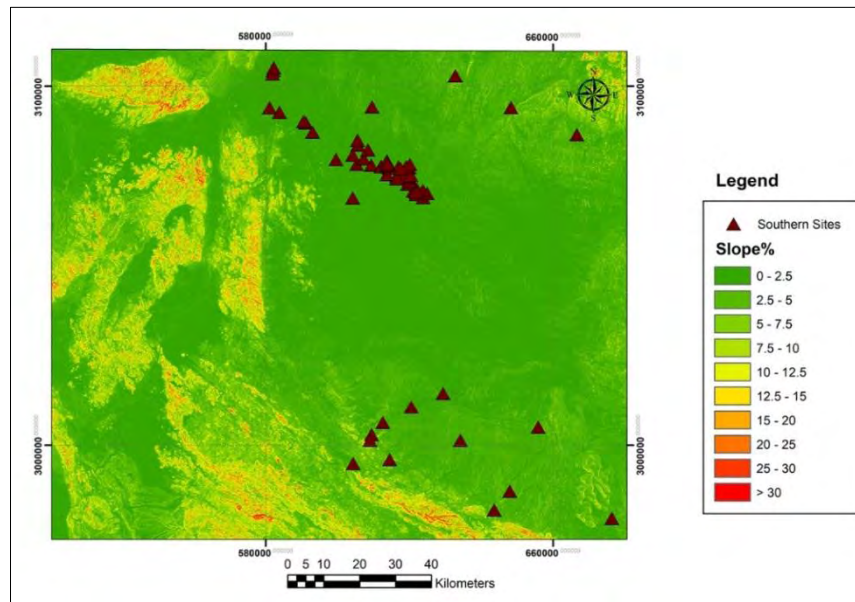 580000
660000
3100000
3100000
W E
S
Legend
Southern Sites
Slope%
0 - 2.5
2.5 - 5
5 - 7.5
7.5 - 10
10 - 12.5
12.5 - 15
15 - 20
20 - 25
25 - 30
> 30
3000000
3000000
580000
660000
0 5 10 20 30 40
Kilometers